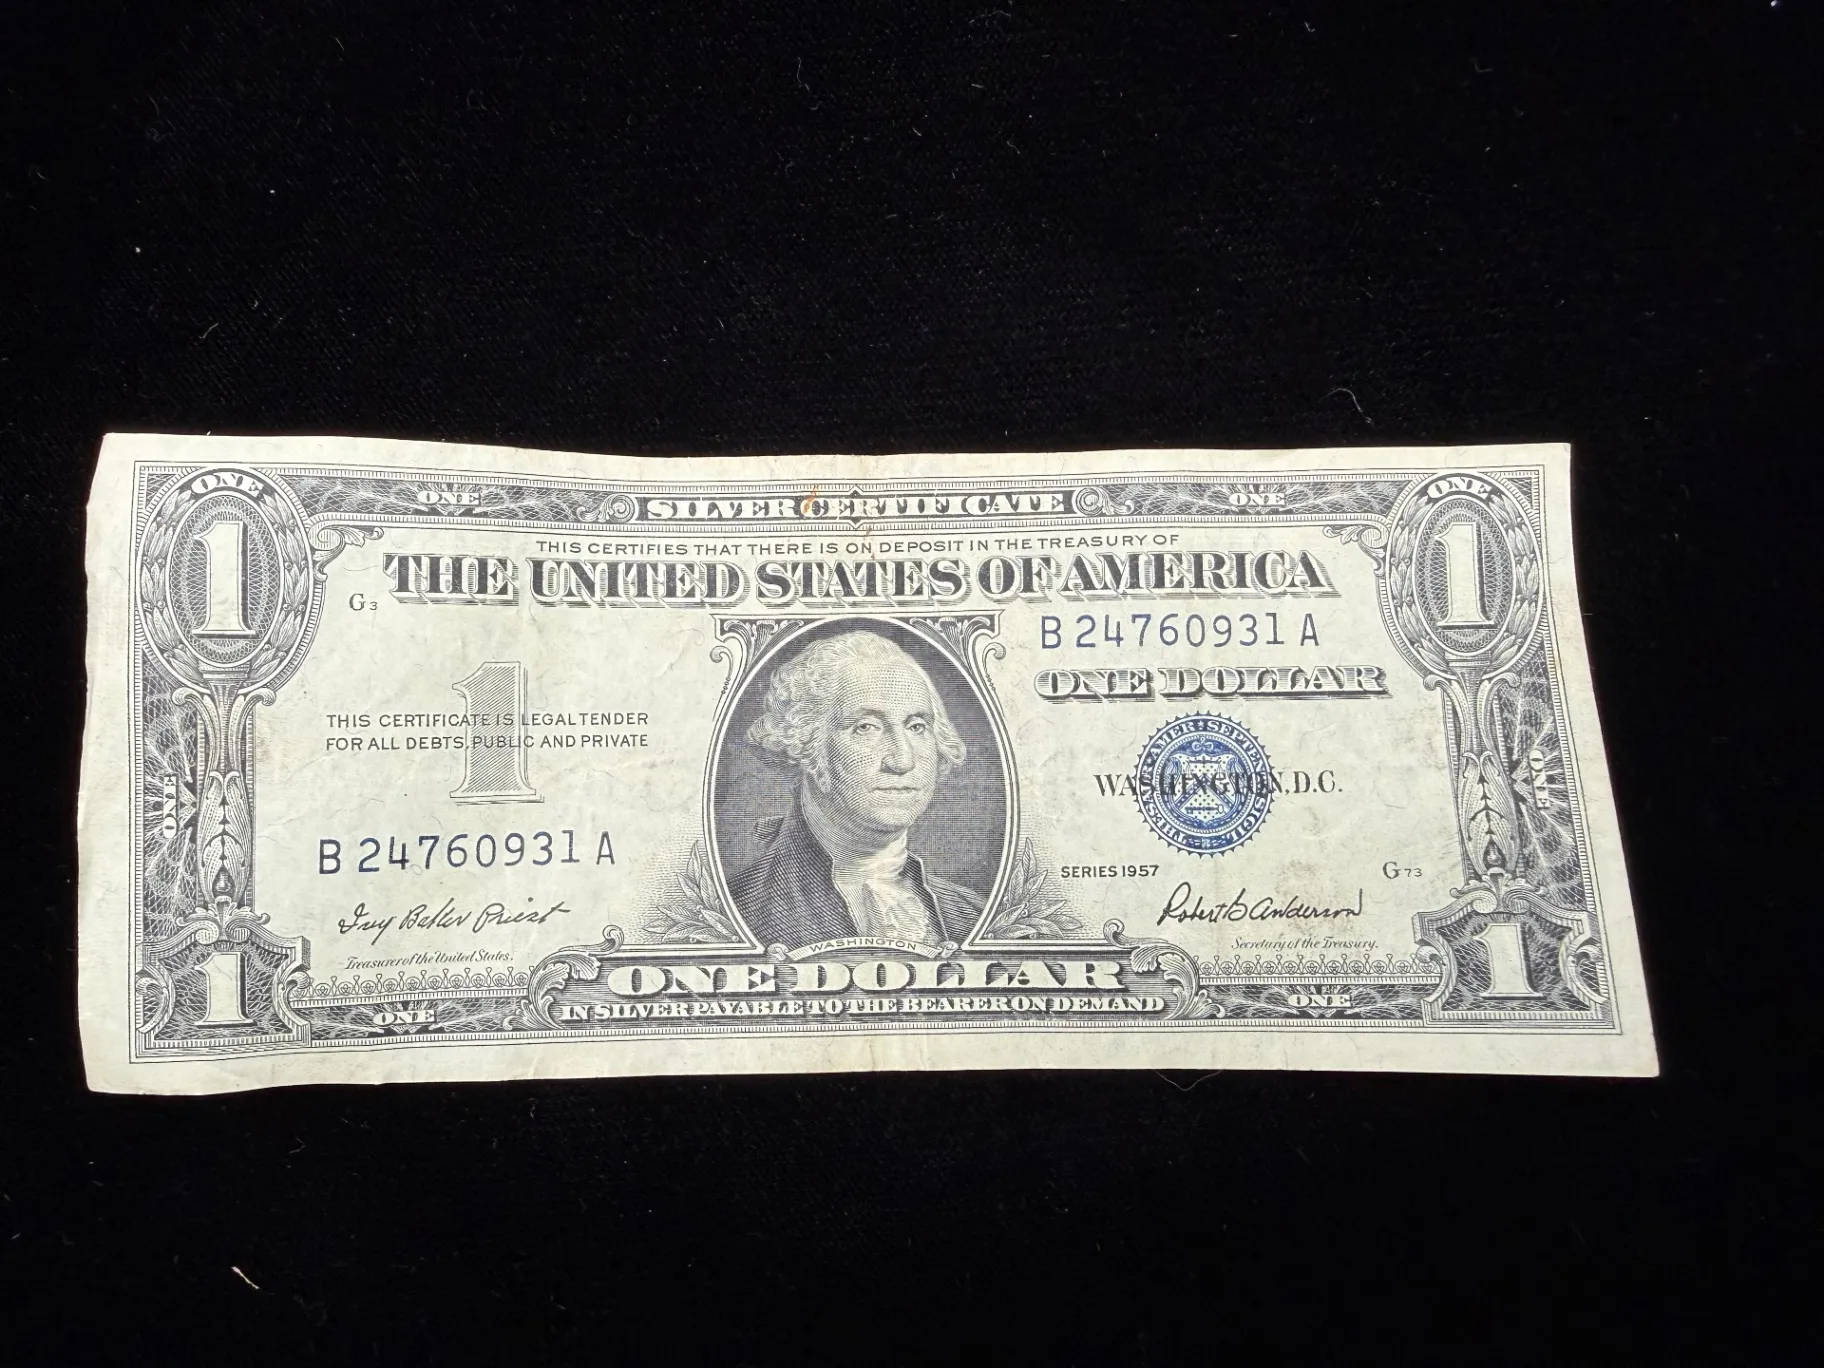 ONE
ONE
SILVER CERTIFICATE
ONE
ONE
1
THIS CERTIFIES THAT THERE IS ON DEPOSIT IN THE TREASURY OF
1
THE UNITED STATES OF AMERICA
G3
B 24760931 A
ONE DOLLAR
1
THIS CERTIFICATE IS LEGAL TENDER
FOR ALL DEBTS, PUBLIC AND PRIVATE
WASHINGTON, D.C.
ONE
ONE
B 24760931 A
SERIES 1957
G73
Ivy Baker Priest
Robert B Anderson
Treasurer of the United States.
WASHINGTON
Secretary of the Treasury.
1
ONE DOLLAR
1
ONE
IN SILVER PAYABLE TO THE BEARER ON DEMAND
ONE